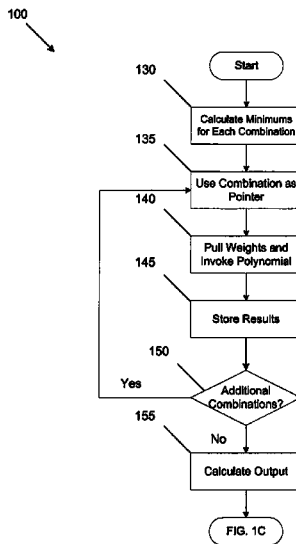 100
Start
130
Calculate Minimums
for Each Combination
135
Use Combination as
Pointer
140
Pull Weights and
Invoke Polynomial
145
Store Results
150
Yes
Additional
Combinations?
155
No
Calculate Output
FIG. 1C